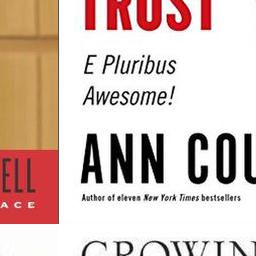 TRUST
E Pluribus
Awesome!
ANN COU
Author of eleven New York Times bestsellers
ELL
ACE
GROWIN